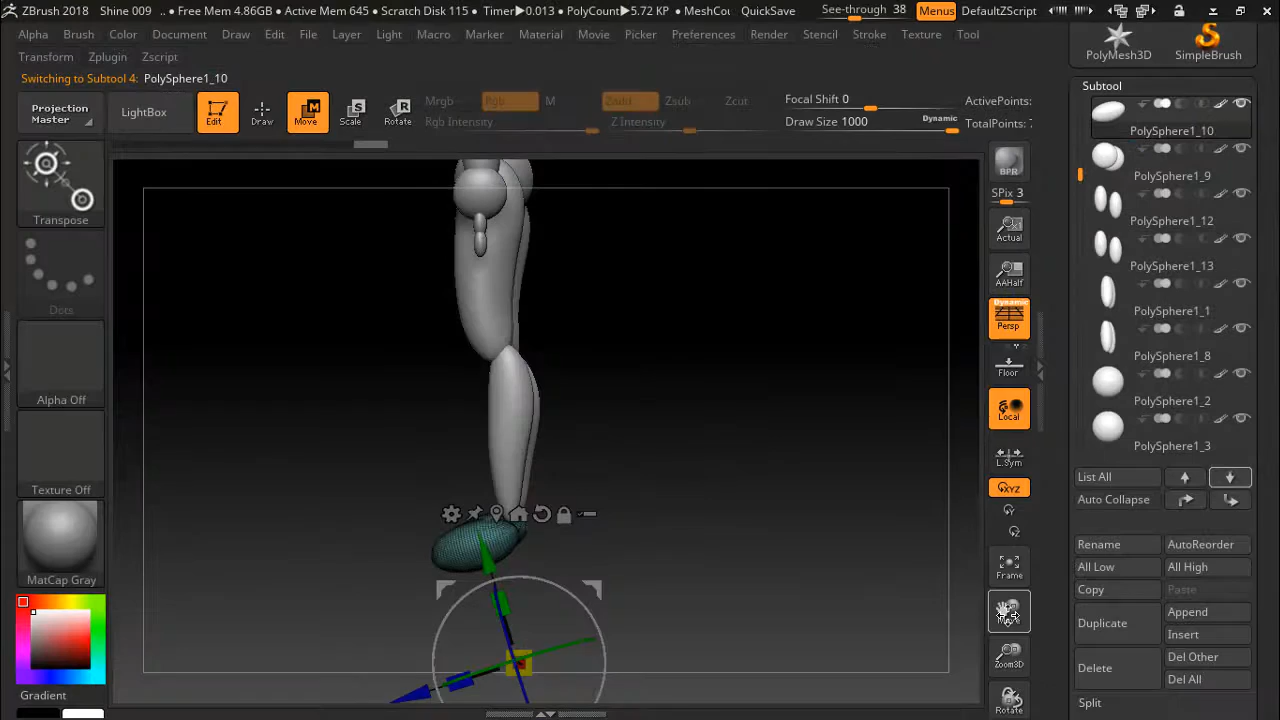 ZBrush 2018 Shine 009 .. • Free Mem 4.86GB • Active Mem 645 • Scratch Disk 115 • Timer▶0.013 • PolyCount▶5.72 KP • MeshCou QuickSave See-through 38 Menus DefaultZScript
Alpha Brush Color Document Draw Edit File Layer Light Macro Marker Material Movie Picker Preferences Render Stencil Stroke Texture Tool
Transform Zplugin Zscript
PolyMesh3D SimpleBrush
Switching to Subtool 4: PolySphere1_10
Subtool
Projection Master
LightBox
Edit
Draw
Move
Scale
Rotate
Mrgb Rgb M Zadd Zsub Zcut
Rgb Intensity Z Intensity
Focal Shift 0
Draw Size 1000 Dynamic
ActivePoints:
TotalPoints: 7
Transpose
Dots
Alpha Off
Texture Off
MatCap Gray
Gradient
BPR
SPix 3
Actual
AAHalf
Dynamic
Persp
Floor
Local
L.Sym
XYZ
Y
Z
Frame
Move
Zoom3D
Rotate
PolySphere1_10
PolySphere1_9
PolySphere1_12
PolySphere1_13
PolySphere1_1
PolySphere1_8
PolySphere1_2
PolySphere1_3
List All
Auto Collapse
Rename AutoReorder
All Low All High
Copy Paste
Duplicate Append
Insert
Delete Del Other
Del All
Split